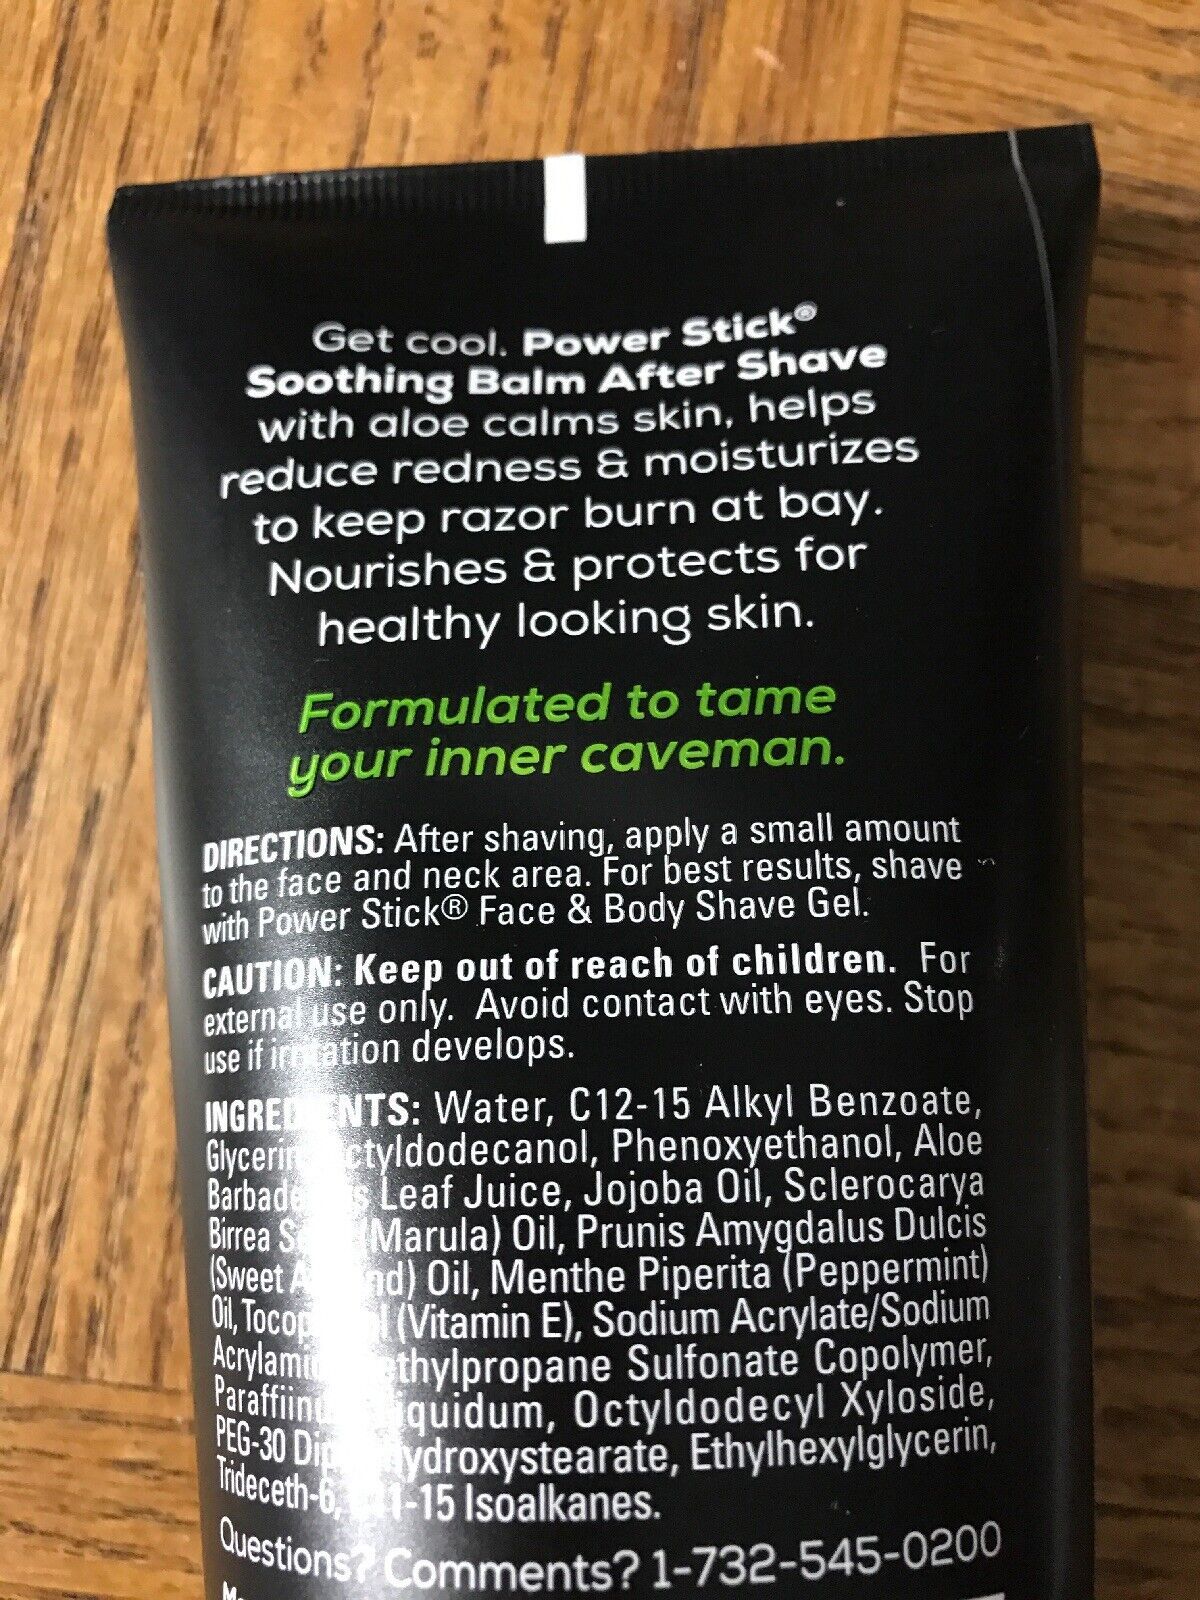 Get cool. Power Stick®
Soothing Balm After Shave
with aloe calms skin, helps
reduce redness & moisturizes
to keep razor burn at bay.
Nourishes & protects for
healthy looking skin.
Formulated to tame
your inner caveman.
DIRECTIONS: After shaving, apply a small amount
to the face and neck area. For best results, shave
with Power Stick® Face & Body Shave Gel.
CAUTION: Keep out of reach of children. For
external use only. Avoid contact with eyes. Stop
use if irritation develops.
INGREDIENTS: Water, C12-15 Alkyl Benzoate,
Glycerin, Octyldodecanol, Phenoxyethanol, Aloe
Leaf Juice, Jojoba Oil, Sclerocarya
Birrea (Marula) Oil, Prunis Amygdalus Dulcis
(Sweet Almond) Oil, Menthe Piperita (Peppermint)
Oil, (Vitamin E), Sodium Acrylate/Sodium
Sulfonate Copolymer,
Octyldodecyl Xyloside,
PEG-30 Ethylhexylglycerin,
Trideceth-6, Isoalkanes.
Questions? Comments? 1-732-545-0200